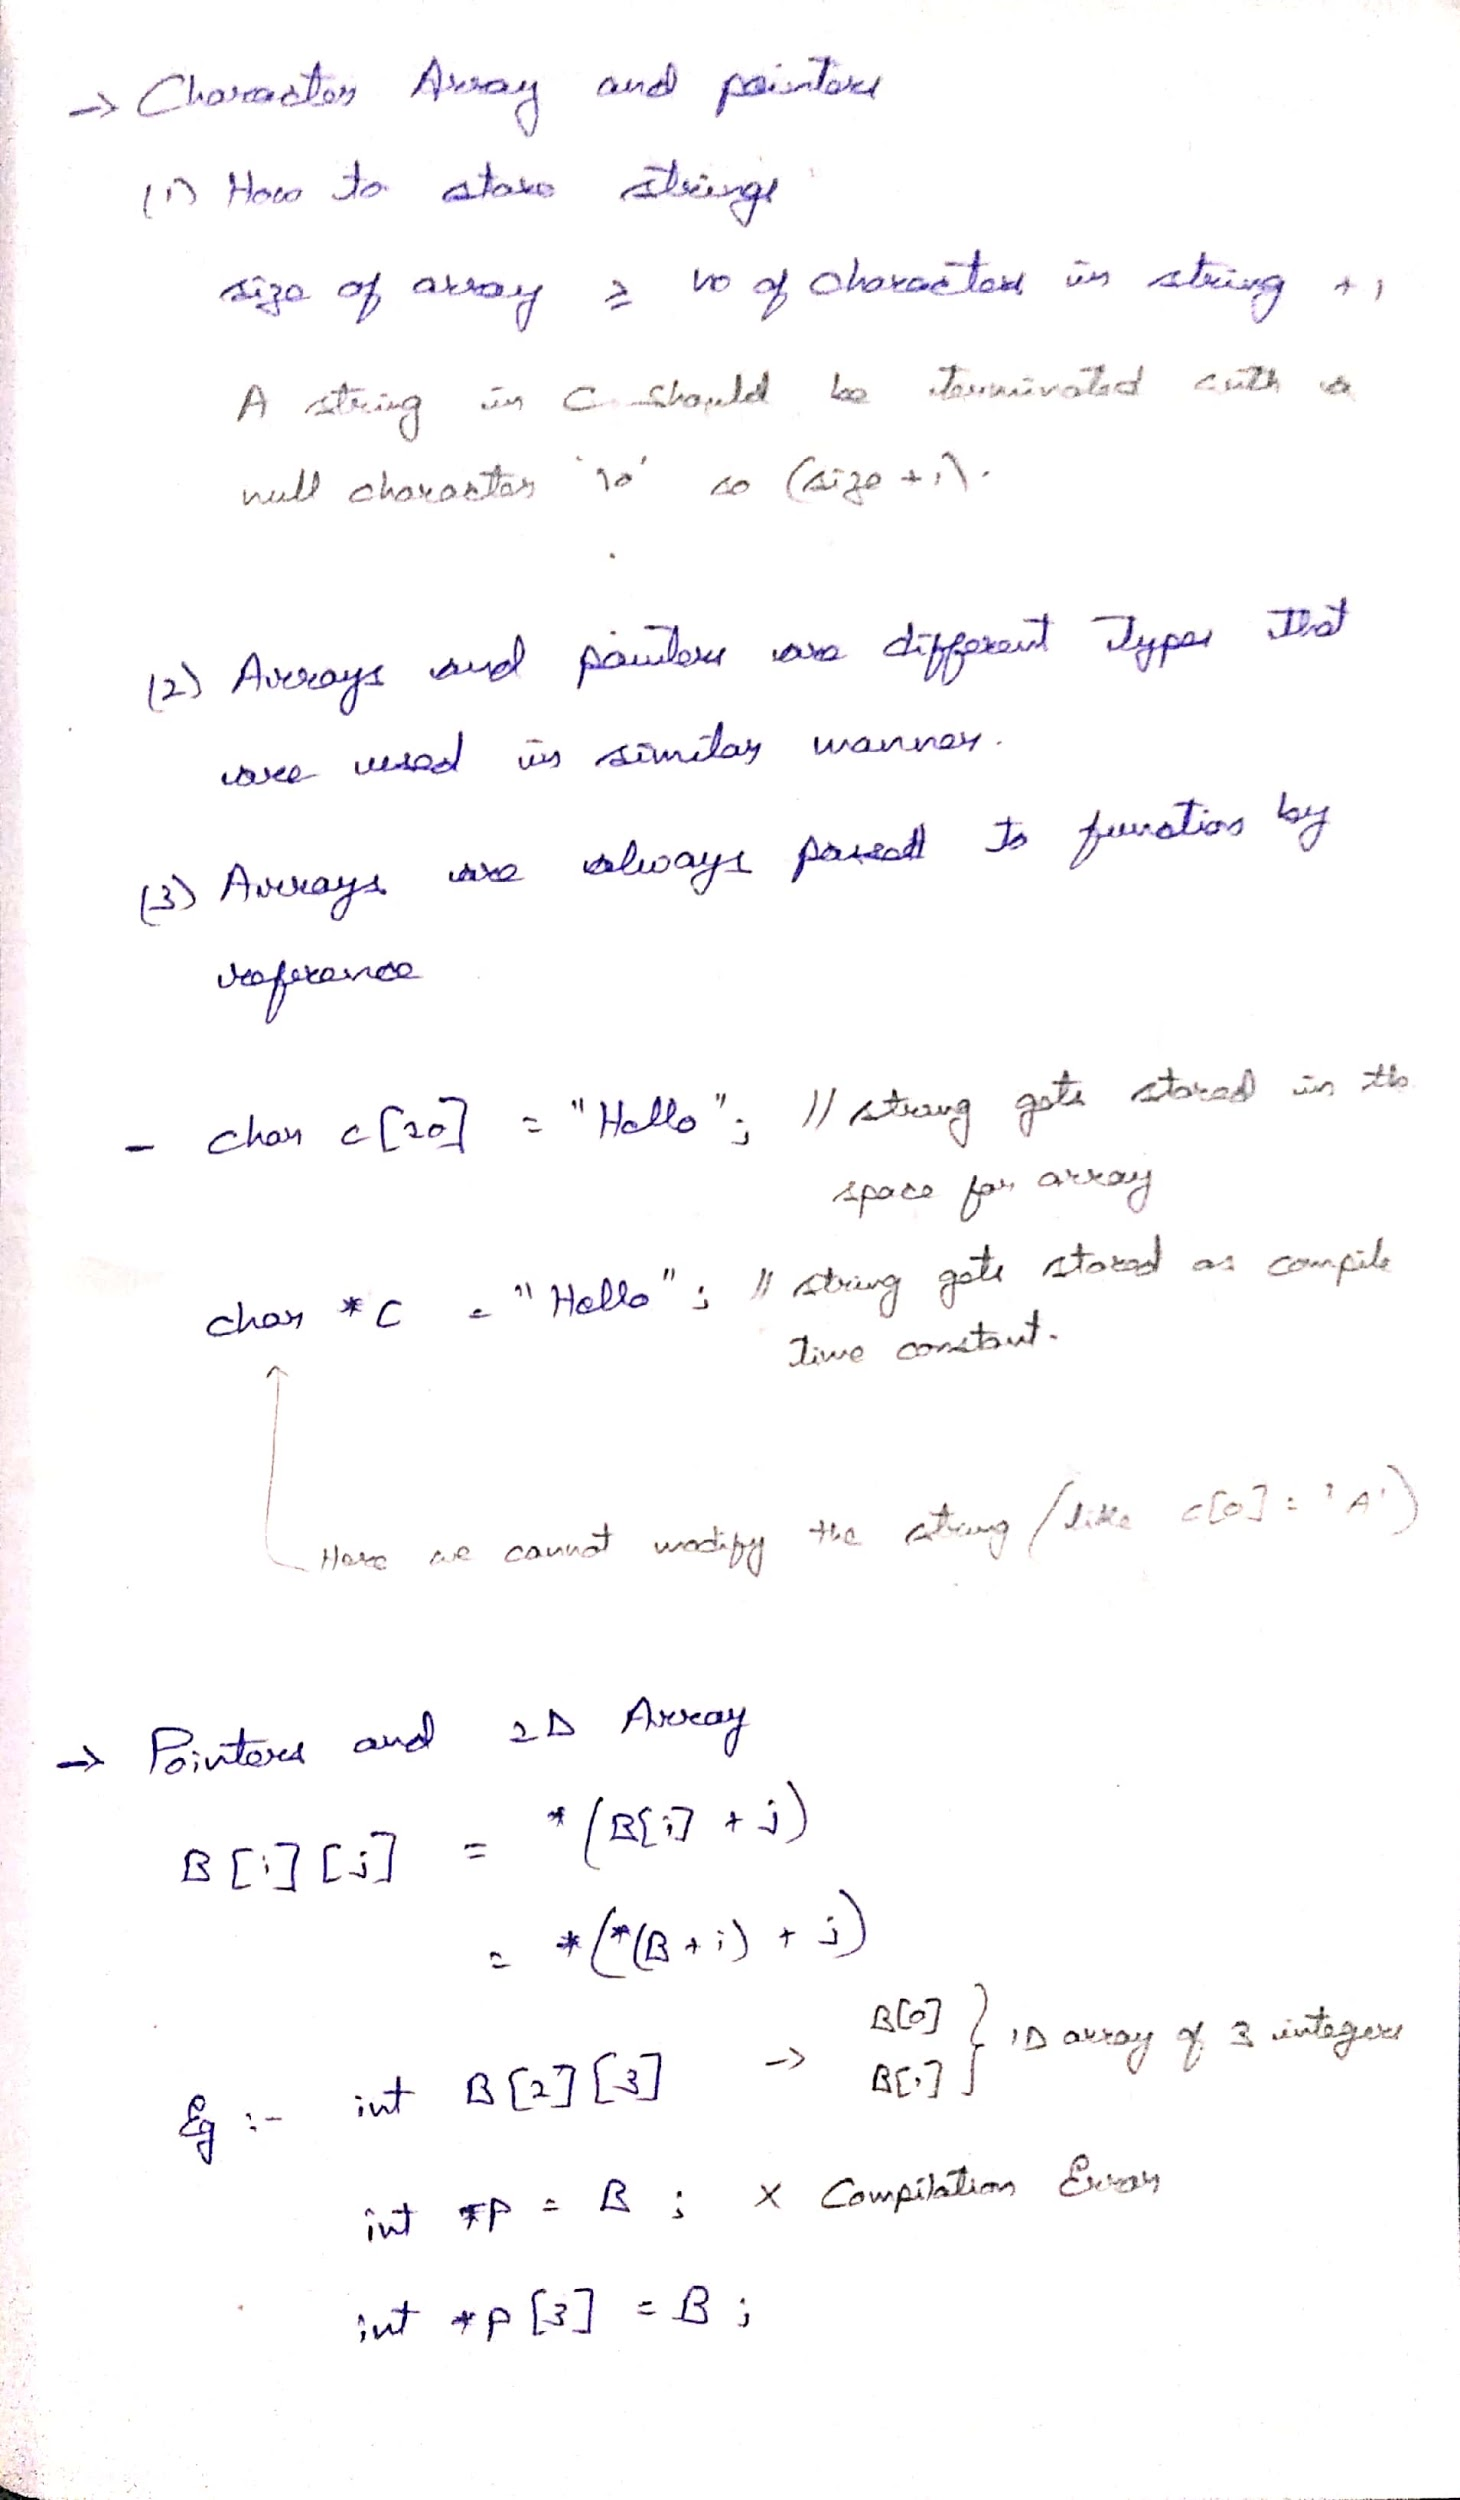 → Character Array and pointers
(1) How to store strings
size of array ≥ no of characters in string + 1
A string in C should be terminated with a
null character '\0' so (size + 1).
(2) Arrays and pointers are different types that
are used in similar manner.
(3) Arrays are always passed to function by
reference
- char c[20] = "Hello"; // string gets stored in the
space for array
char *c = "Hello"; // string gets stored as compile
time constant.
Here we cannot modify the string (like c[0] = 'A')
→ Pointers and 2D Array
B[i][j] = *(B[i] + j)
= *(*(B + i) + j)
Eg :- int B[2][3] → B[0] } 1D array of 3 integers
B[1]
int *p = B ; x Compilation Error
int *p[3] = B ;